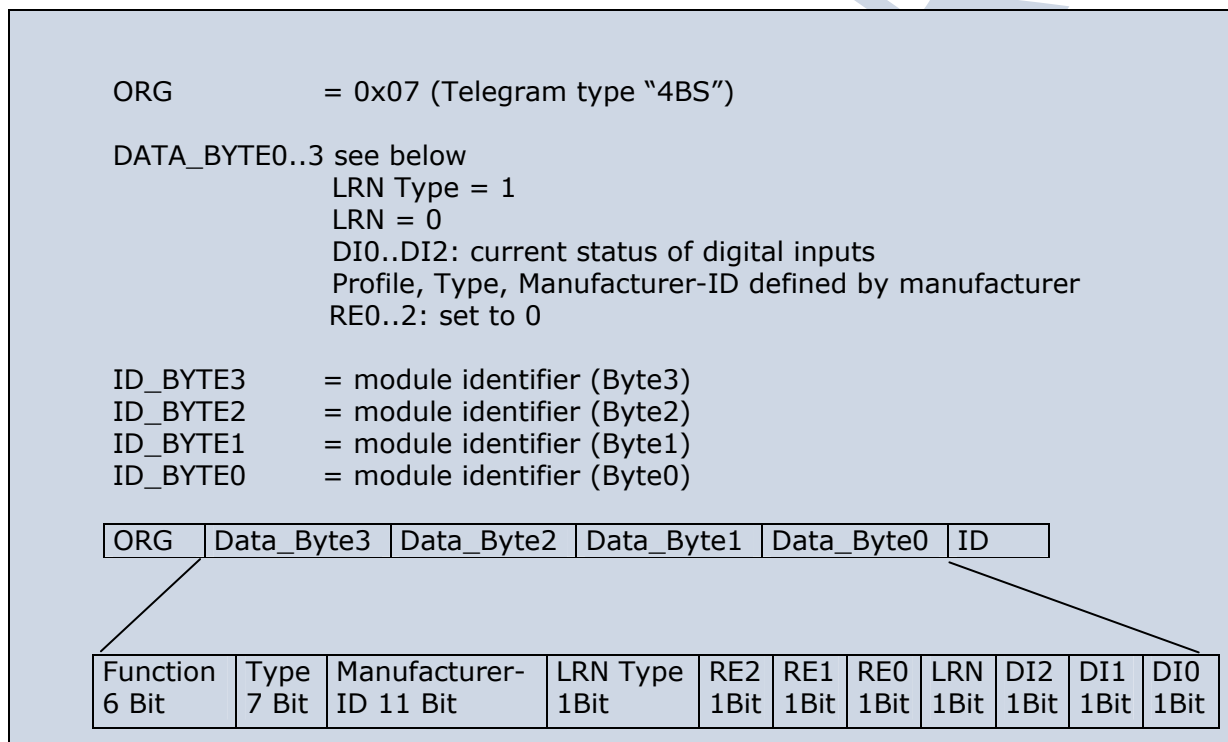 ORG = 0x07 (Telegram type “4BS”)
DATA_BYTE0..3 see below
LRN Type = 1
LRN = 0
DI0..DI2: current status of digital inputs
Profile, Type, Manufacturer-ID defined by manufacturer
RE0..2: set to 0
ID_BYTE3 = module identifier (Byte3)
ID_BYTE2 = module identifier (Byte2)
ID_BYTE1 = module identifier (Byte1)
ID_BYTE0 = module identifier (Byte0)
ORG Data_Byte3 Data_Byte2 Data_Byte1 Data_Byte0 ID
Function Type Manufacturer- LRN Type RE2 RE1 RE0 LRN DI2 DI1 DI0
6 Bit 7 Bit ID 11 Bit 1Bit 1Bit 1Bit 1Bit 1Bit 1Bit 1Bit 1Bit